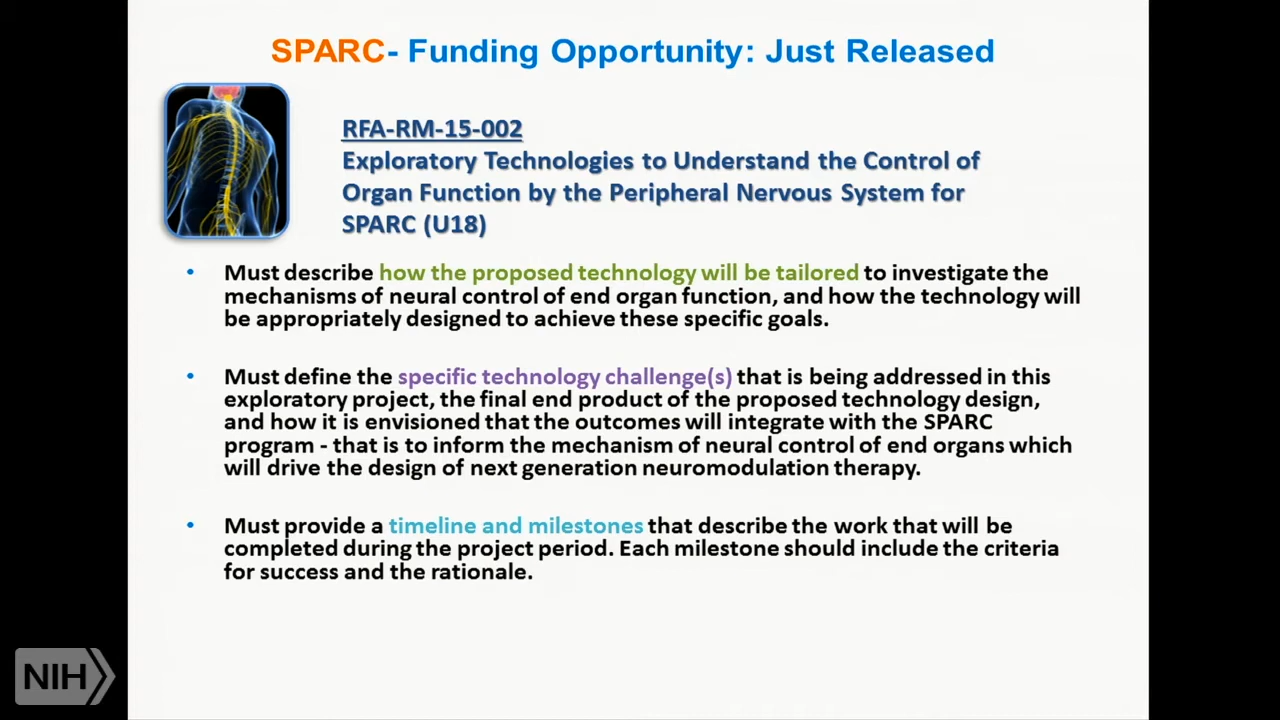 SPARC- Funding Opportunity: Just Released
RFA-RM-15-002
Exploratory Technologies to Understand the Control of
Organ Function by the Peripheral Nervous System for
SPARC (U18)
• Must describe how the proposed technology will be tailored to investigate the
mechanisms of neural control of end organ function, and how the technology will
be appropriately designed to achieve these specific goals.
• Must define the specific technology challenge(s) that is being addressed in this
exploratory project, the final end product of the proposed technology design,
and how it is envisioned that the outcomes will integrate with the SPARC
program - that is to inform the mechanism of neural control of end organs which
will drive the design of next generation neuromodulation therapy.
• Must provide a timeline and milestones that describe the work that will be
completed during the project period. Each milestone should include the criteria
for success and the rationale.
NIH